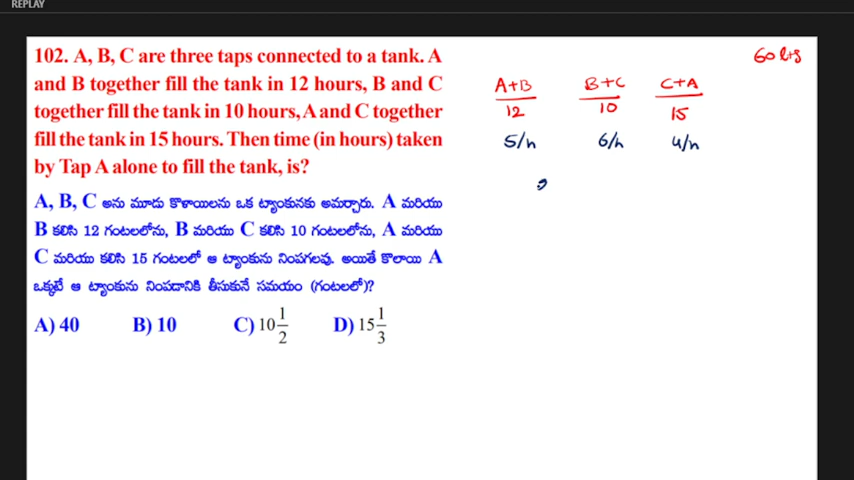 REPLAY
102. A, B, C are three taps connected to a tank. A
and B together fill the tank in 12 hours, B and C
together fill the tank in 10 hours, A and C together
fill the tank in 15 hours. Then time (in hours) taken
by Tap A alone to fill the tank, is?
A, B, C అను మూడు కొళాయిలను ఒక ట్యాంకునకు అమర్చారు. A మరియు
B కలిసి 12 గంటలలోను, B మరియు C కలిసి 10 గంటలలోను, A మరియు
C మరియు కలిసి 15 గంటలలో ఆ ట్యాంకును నింపగలవు. అయితే కొలాయి A
ఒక్కటే ఆ ట్యాంకును నింపడానికి తీసుకునే సమయం (గంటలలో)?
A) 40 B) 10 C) 10 1/2 D) 15 1/3
60 lts
A+B B+C C+A
12 10 15
5/h 6/h 4/h